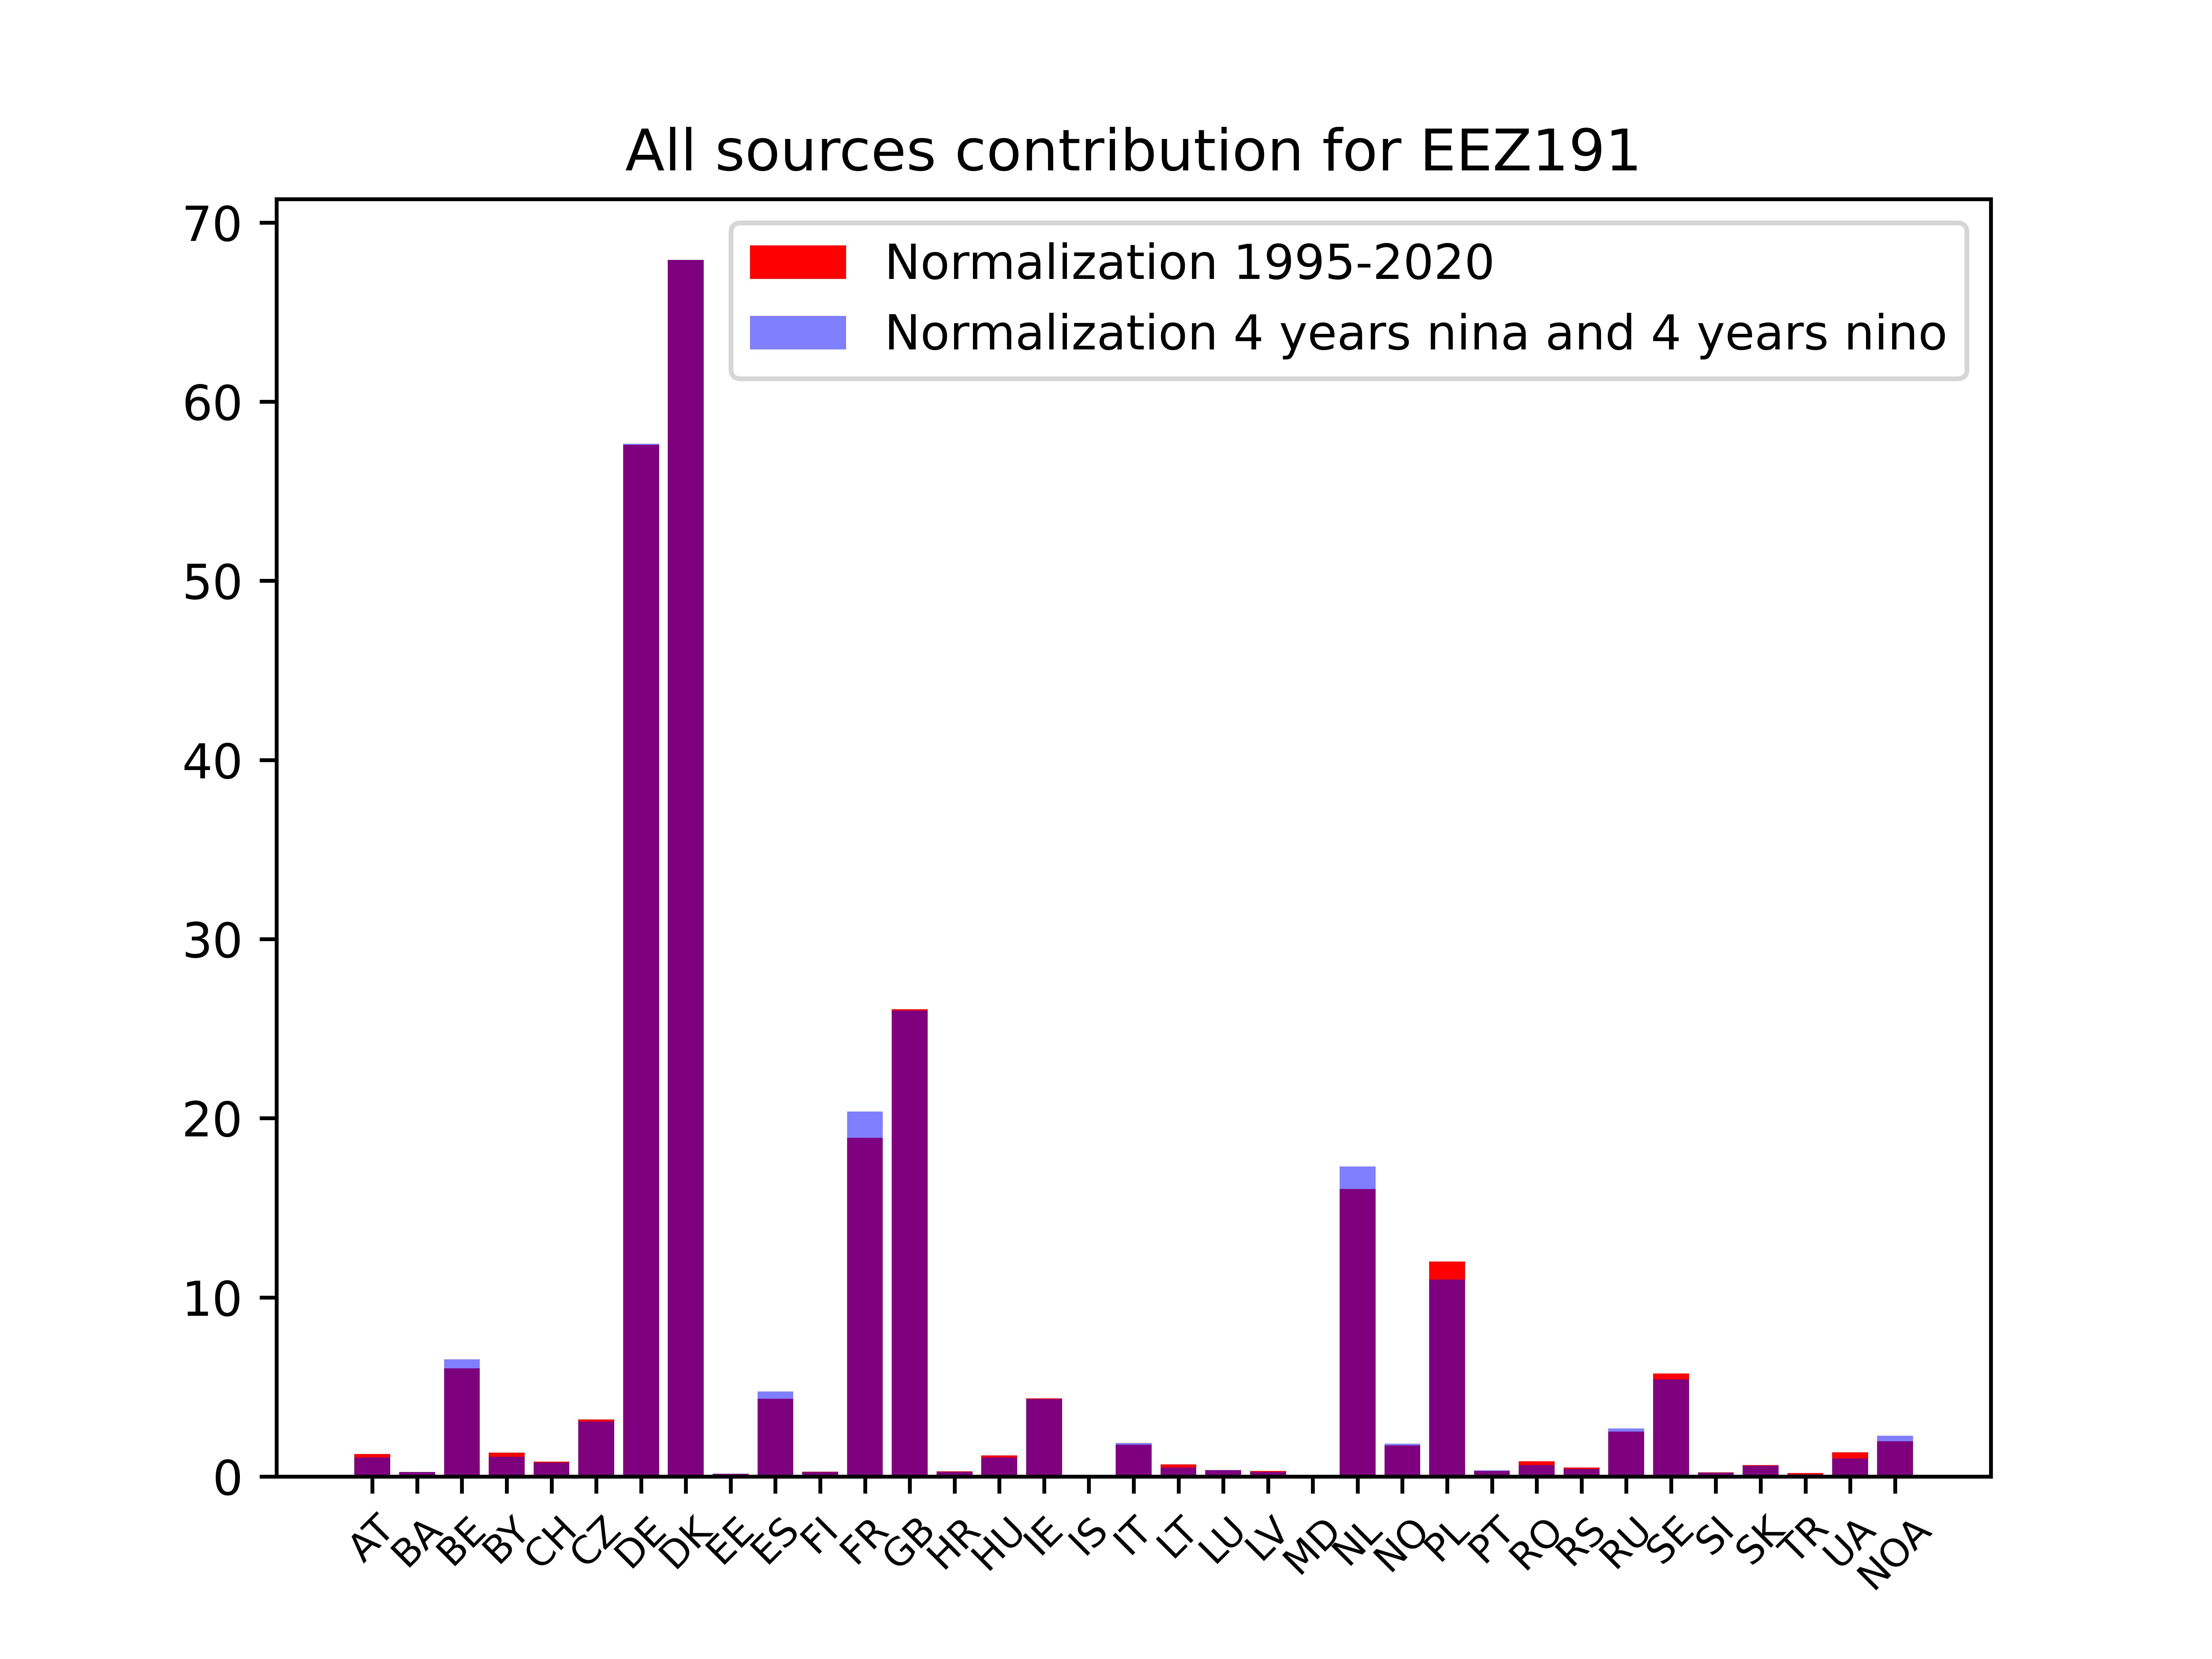 All sources contribution for EEZ191
70
60
50
40
30
20
10
0
Normalization 1995-2020
Normalization 4 years nina and 4 years nino
AT BA BE BY CH CZ DE DK EE ES FI FR GB HR HU IE IS IT LT LU LV MD NL NO PL PT RO RS RU SE SI SK TR UA NOA